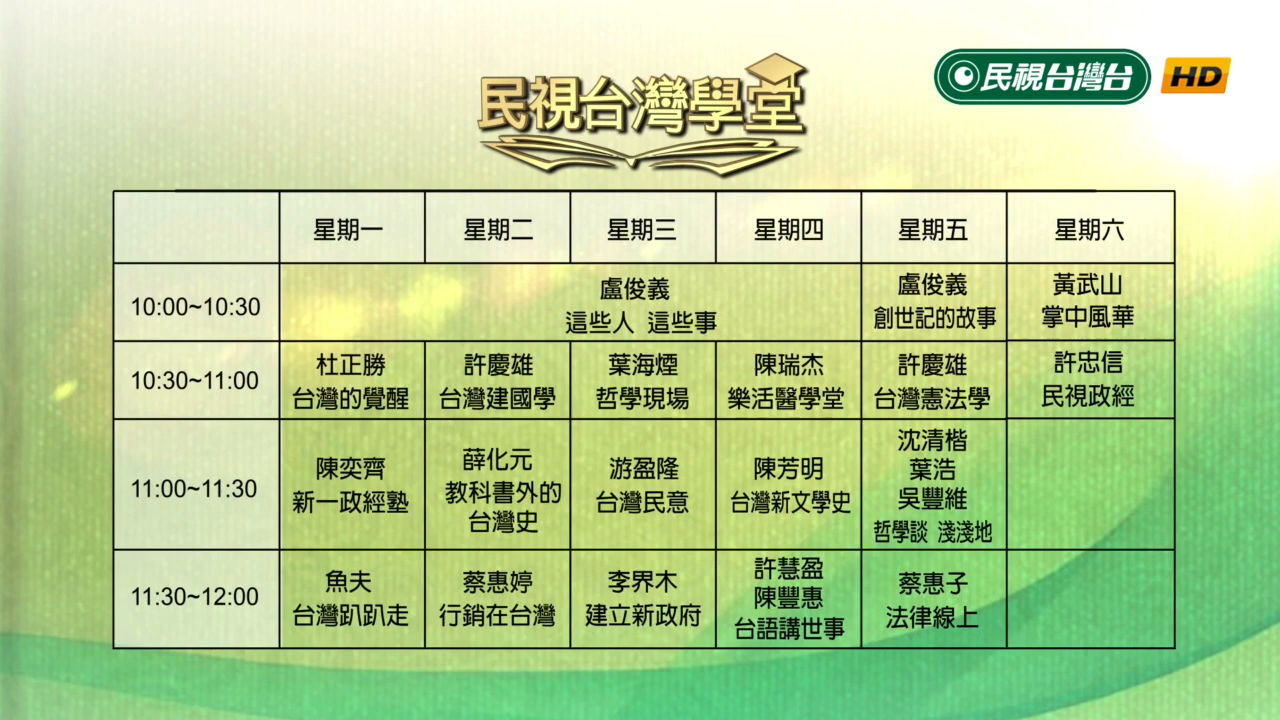 民視台灣學堂
民視台灣台 HD
星期一 星期二 星期三 星期四 星期五 星期六
10:00~10:30
盧俊義
這些人 這些事
盧俊義
創世記的故事
黃武山
掌中風華
10:30~11:00
杜正勝
台灣的覺醒
許慶雄
台灣建國學
葉海煙
哲學現場
陳瑞杰
樂活醫學堂
許慶雄
台灣憲法學
許忠信
民視政經
11:00~11:30
陳奕齊
新一政經塾
薛化元
教科書外的
台灣史
游盈隆
台灣民意
陳芳明
台灣新文學史
沈清楷
葉浩
吳豐維
哲學談 淺淺地
11:30~12:00
魚夫
台灣趴趴走
蔡惠婷
行銷在台灣
李界木
建立新政府
許慧盈
陳豐惠
台語講世事
蔡惠子
法律線上